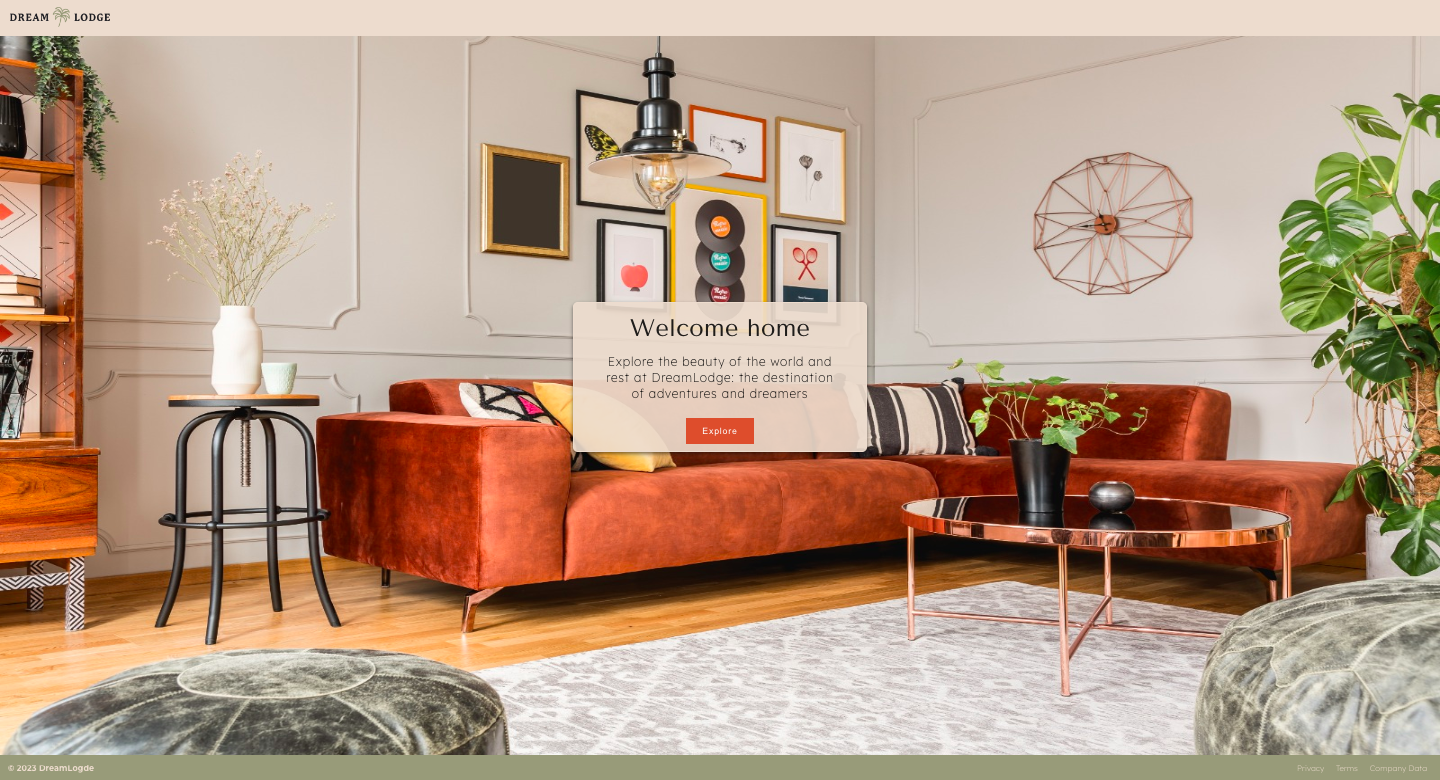 DREAM LODGE
Welcome home
Explore the beauty of the world and
rest at DreamLodge: the destination
of adventures and dreamers
Explore
© 2023 DreamLogde
Privacy Terms Company Data